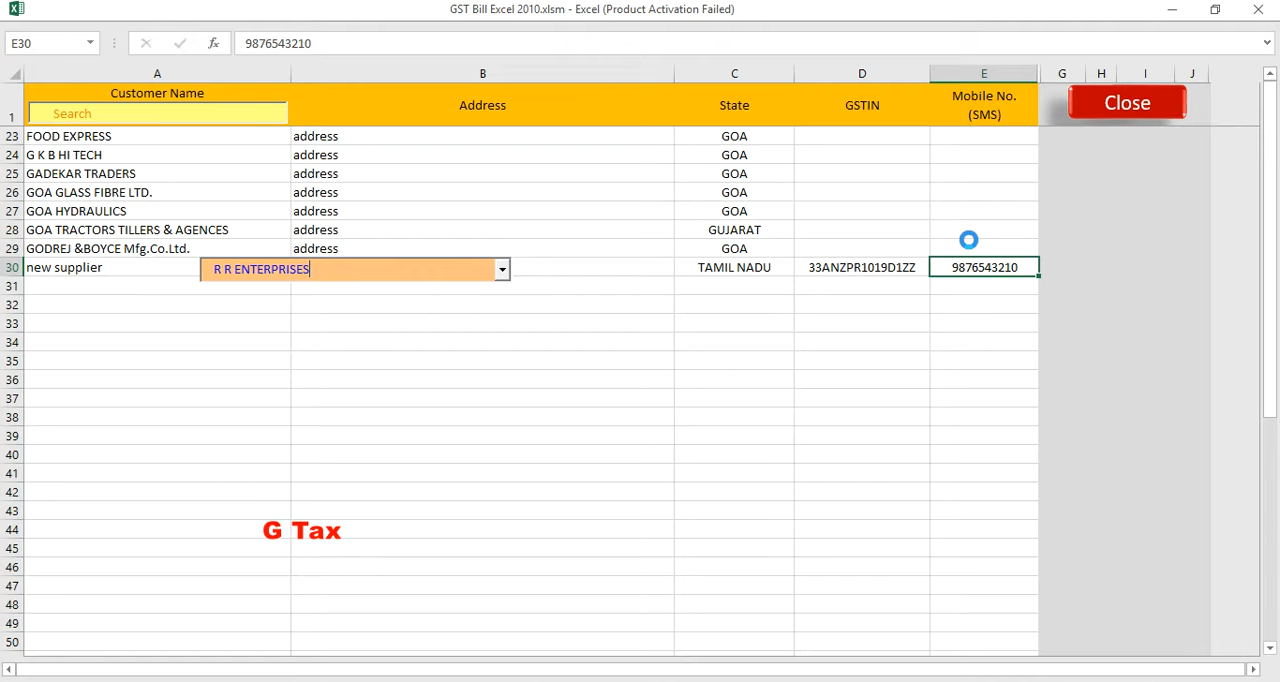 GST Bill Excel 2010.xlsm - Excel (Product Activation Failed)
E30 fx 9876543210
A B C D E G H I J
1 Customer Name Search Address State GSTIN Mobile No. (SMS) Close
23 FOOD EXPRESS address GOA
24 G K B HI TECH address GOA
25 GADEKAR TRADERS address GOA
26 GOA GLASS FIBRE LTD. address GOA
27 GOA HYDRAULICS address GOA
28 GOA TRACTORS TILLERS & AGENCES address GUJARAT
29 GODREJ &BOYCE Mfg.Co.Ltd. address GOA
30 new supplier R R ENTERPRISES TAMIL NADU 33ANZPR1019D1ZZ 9876543210
31
32
33
34
35
36
37
38
39
40
41
42
43
44 G Tax
45
46
47
48
49
50